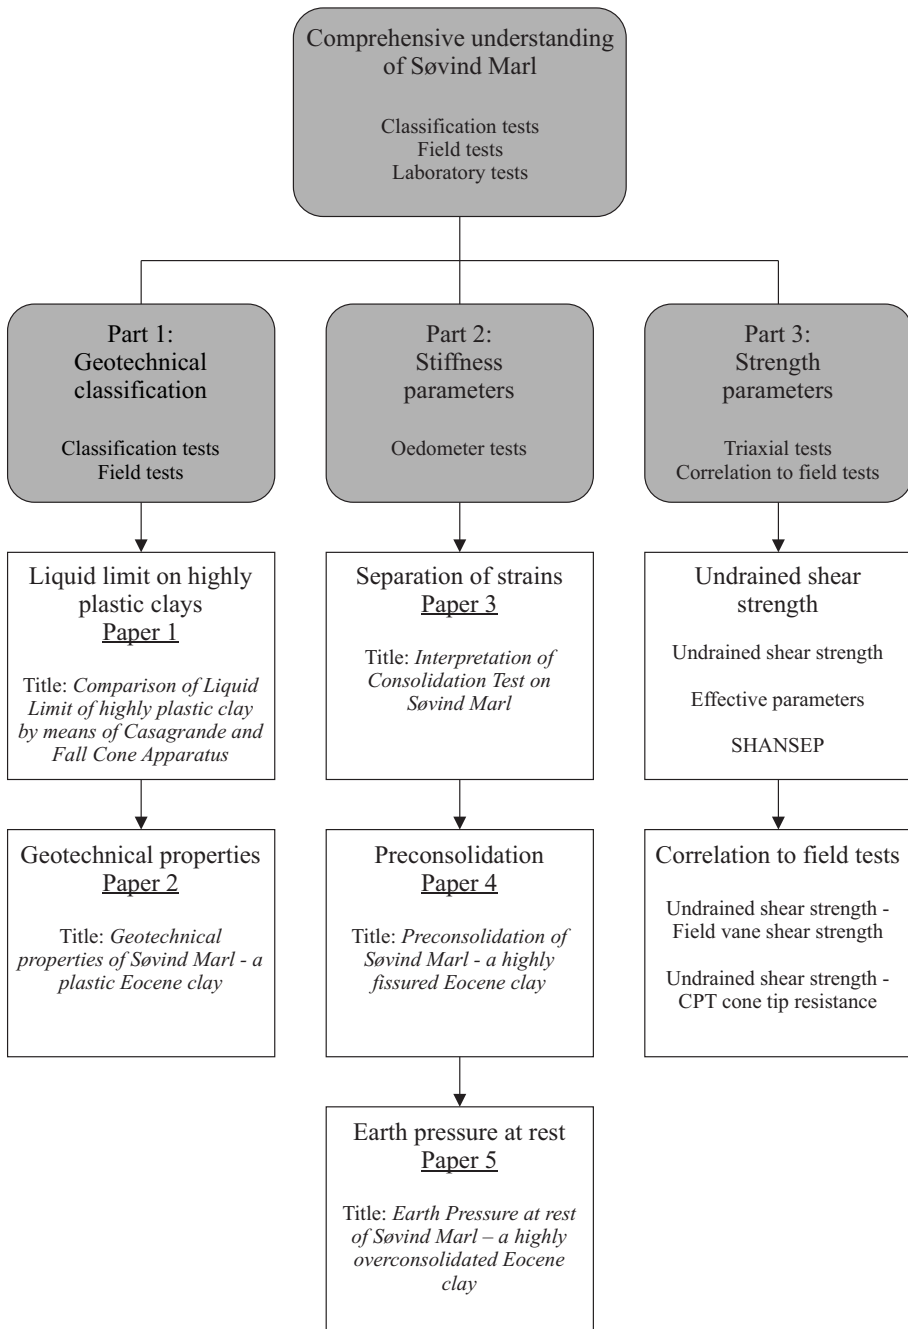 Comprehensive understanding
of Søvind Marl
Classification tests
Field tests
Laboratory tests
Part 1:
Geotechnical
classification
Classification tests
Field tests
Part 2:
Stiffness
parameters
Oedometer tests
Part 3:
Strength
parameters
Triaxial tests
Correlation to field tests
Liquid limit on highly
plastic clays
Paper 1
Title: Comparison of Liquid
Limit of highly plastic clay
by means of Casagrande and
Fall Cone Apparatus
Separation of strains
Paper 3
Title: Interpretation of
Consolidation Test on
Søvind Marl
Undrained shear
strength
Undrained shear strength
Effective parameters
SHANSEP
Geotechnical properties
Paper 2
Title: Geotechnical
properties of Søvind Marl - a
plastic Eocene clay
Preconsolidation
Paper 4
Title: Preconsolidation of
Søvind Marl - a highly
fissured Eocene clay
Correlation to field tests
Undrained shear strength -
Field vane shear strength
Undrained shear strength -
CPT cone tip resistance
Earth pressure at rest
Paper 5
Title: Earth Pressure at rest
of Søvind Marl – a highly
overconsolidated Eocene
clay